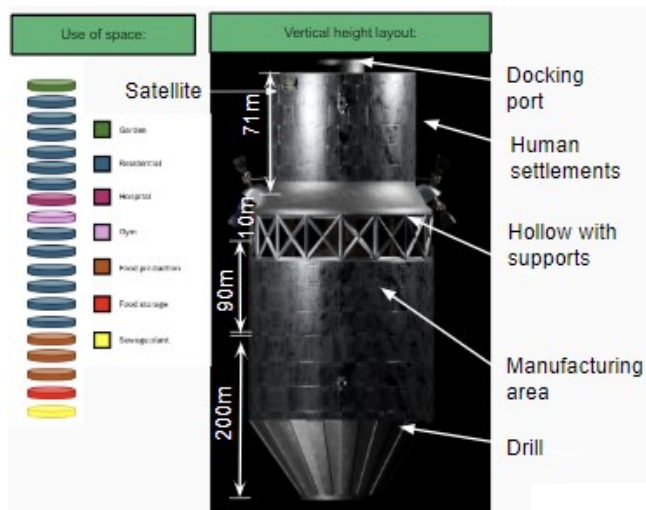 Use of space:
Vertical height layout:
Satellite
Docking
port
71m
Human
settlements
Garden
Residential
Hospital
Gym
Food production
Food storage
Sewage plant
10m
Hollow with
supports
90m
Manufacturing
area
200m
Drill